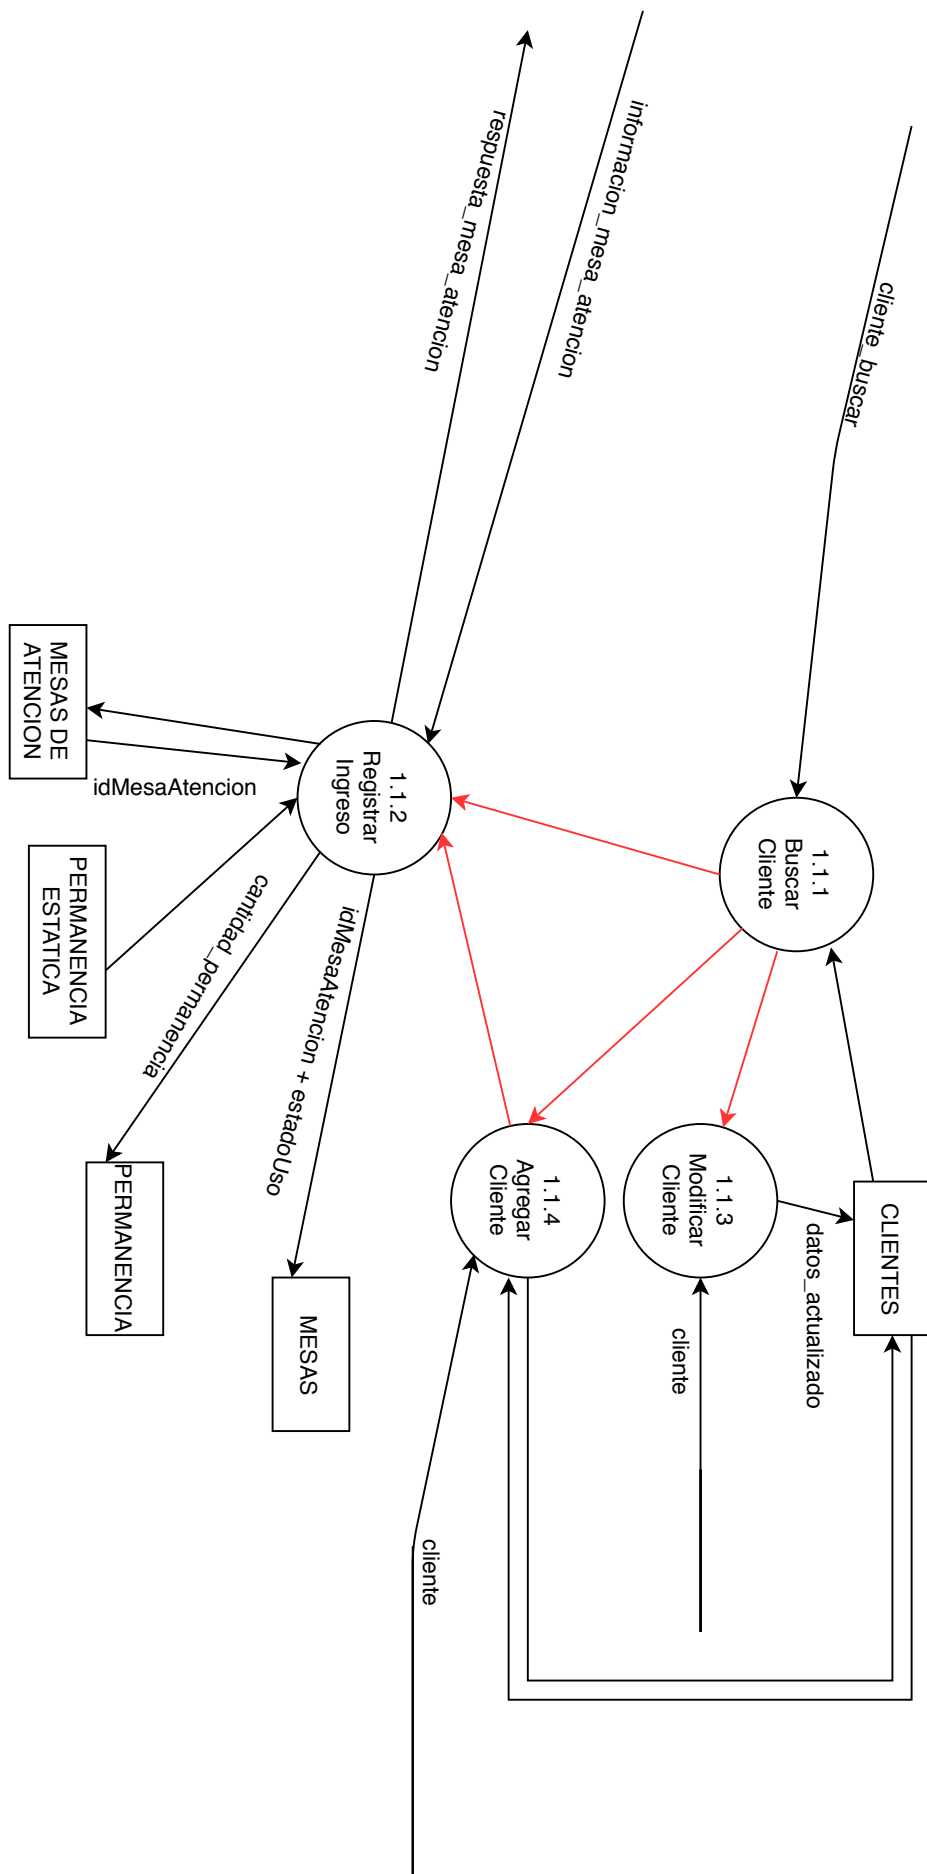 cliente_buscar
informacion_mesa_atencion
respuesta_mesa_atencion
1.1.1
Buscar
Cliente
1.1.2
Registrar
Ingreso
MESAS DE
ATENCION
idMesaAtencion
PERMANENCIA
ESTATICA
cantidad_permanencia
idMesaAtencion + estadoUso
PERMANENCIA
MESAS
1.1.4
Agregar
Cliente
1.1.3
Modificar
Cliente
CLIENTES
datos_actualizado
cliente
cliente